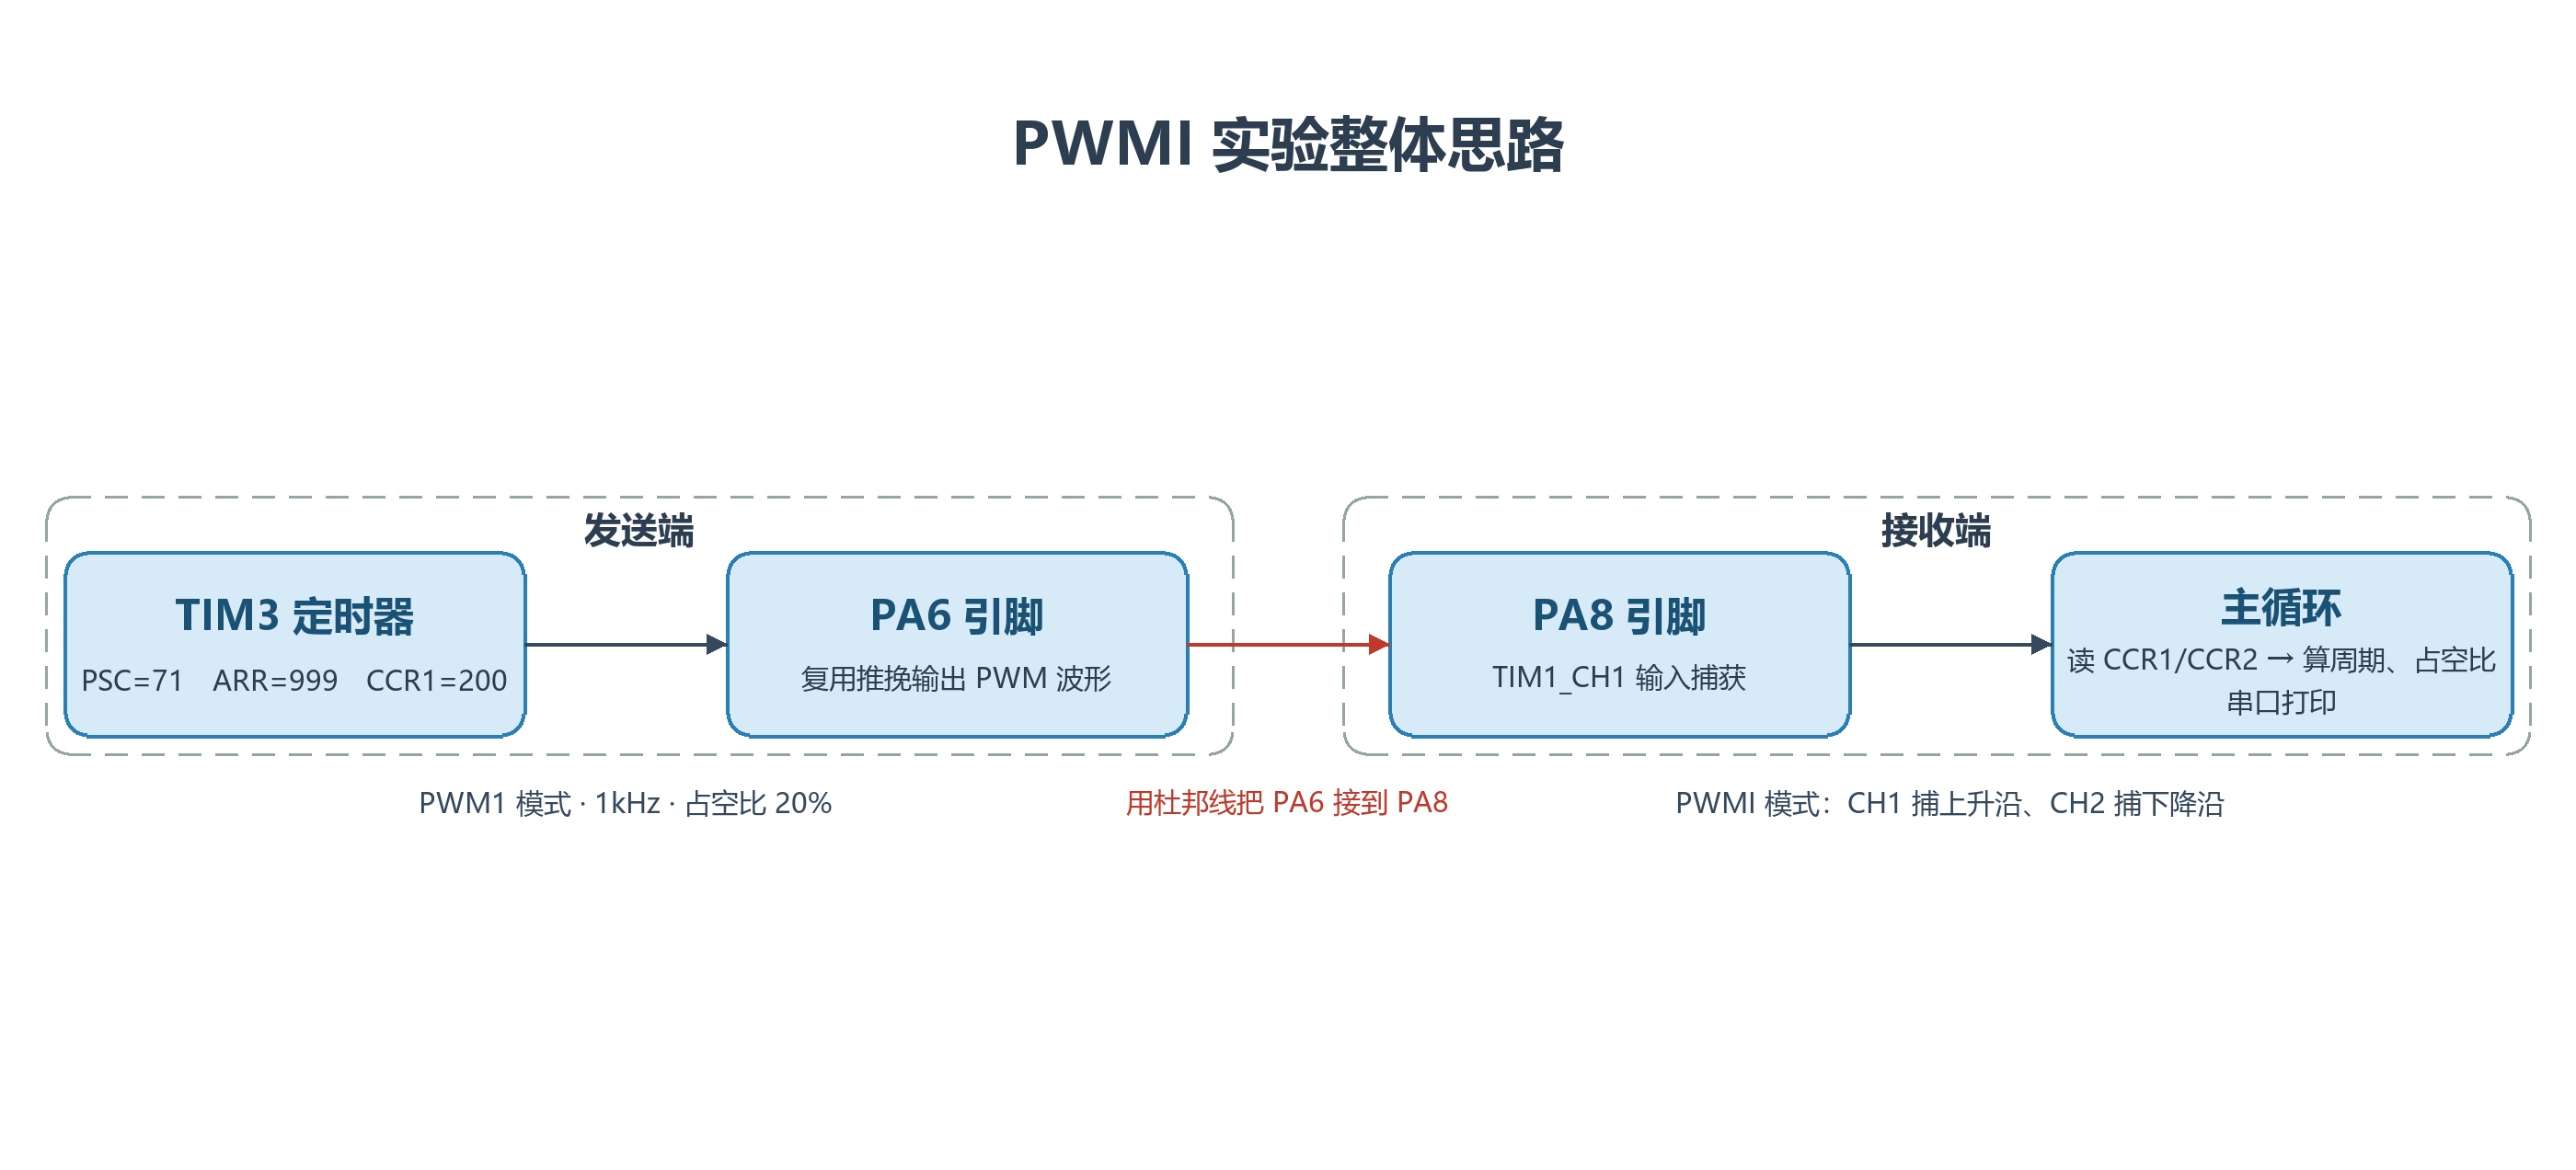 PWMI 实验整体思路
发送端
接收端
TIM3 定时器
PSC=71 ARR=999 CCR1=200
PA6 引脚
复用推挽输出 PWM 波形
PA8 引脚
TIM1_CH1 输入捕获
主循环
读 CCR1/CCR2 → 算周期、占空比
串口打印
PWM1 模式 · 1kHz · 占空比 20%
用杜邦线把 PA6 接到 PA8
PWMI 模式：CH1 捕上升沿、CH2 捕下降沿